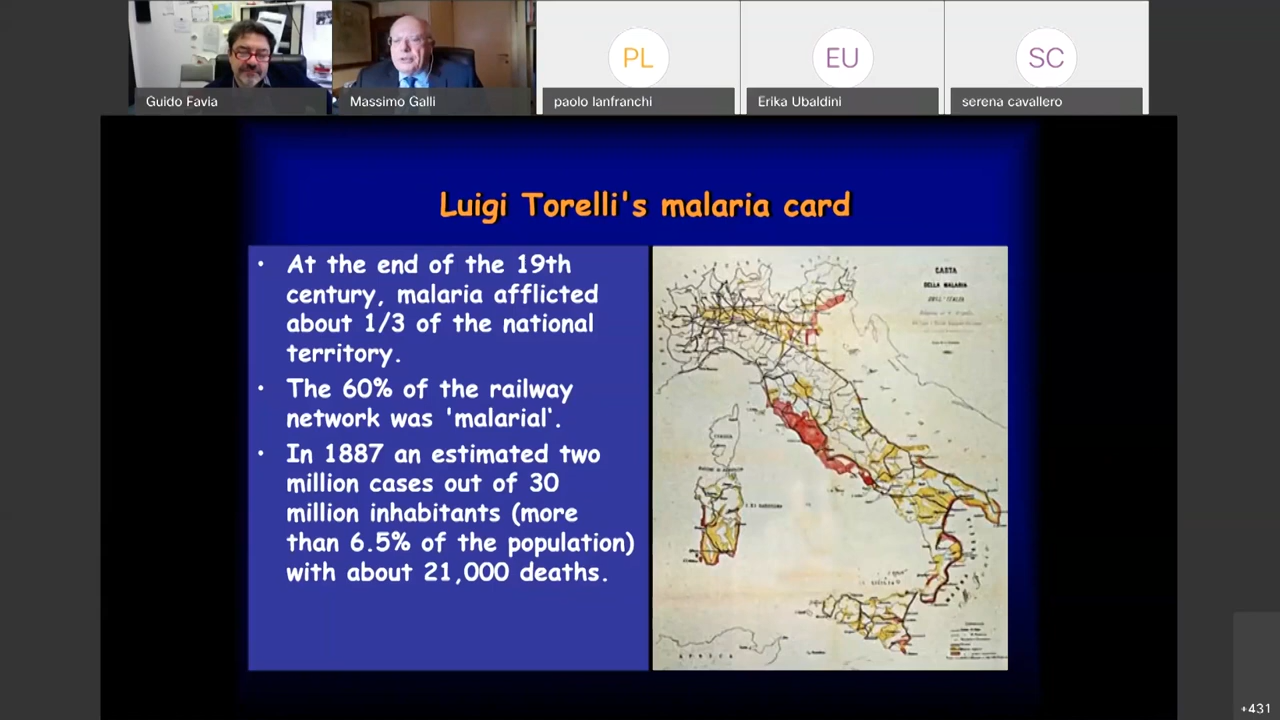 PL
EU
SC
Guido Favia
Massimo Galli
paolo lanfranchi
Erika Ubaldini
serena cavallero
Luigi Torelli's malaria card
• At the end of the 19th
century, malaria afflicted
about 1/3 of the national
territory.
• The 60% of the railway
network was 'malarial‘.
• In 1887 an estimated two
million cases out of 30
million inhabitants (more
than 6.5% of the population)
with about 21,000 deaths.
CARTA
DELLA MALARIA
DELL'ITALIA
SICILIA
AFRICA
+431